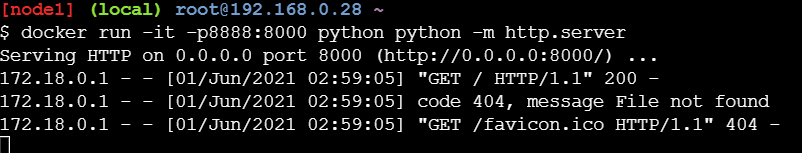 [node1] (local) root@192.168.0.28 ~
$ docker run -it -p8888:8000 python python -m http.server
Serving HTTP on 0.0.0.0 port 8000 (http://0.0.0.0:8000/) ...
172.18.0.1 - - [01/Jun/2021 02:59:05] "GET / HTTP/1.1" 200 -
172.18.0.1 - - [01/Jun/2021 02:59:05] code 404, message File not found
172.18.0.1 - - [01/Jun/2021 02:59:05] "GET /favicon.ico HTTP/1.1" 404 -